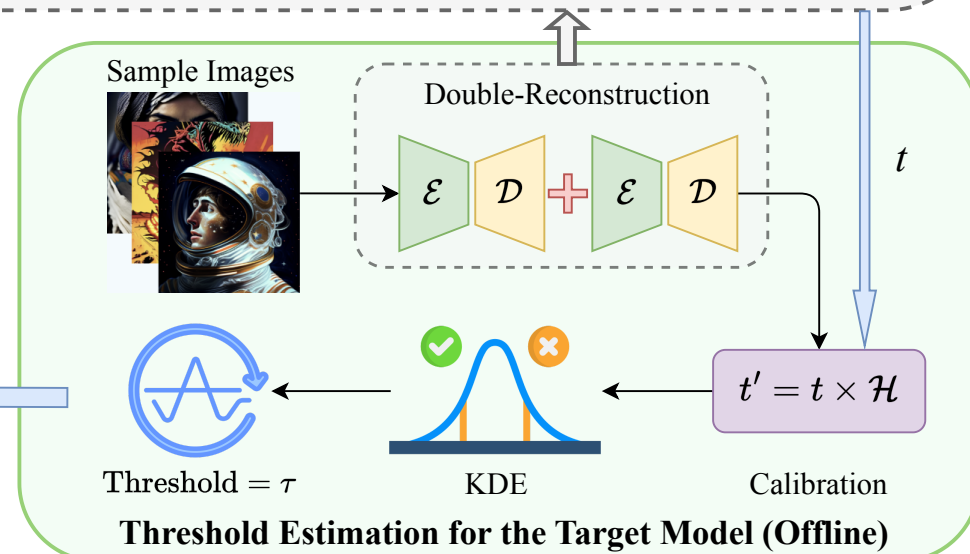 Sample Images
Double-Reconstruction
ℰ 𝒟 + ℰ 𝒟
t
t′ = t × ℋ
Threshold = τ
KDE
Calibration
Threshold Estimation for the Target Model (Offline)